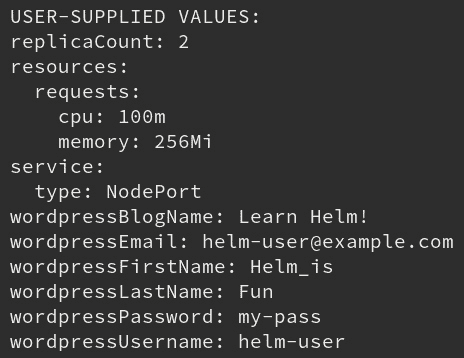 USER-SUPPLIED VALUES:
replicaCount: 2
resources:
  requests:
    cpu: 100m
    memory: 256Mi
service:
  type: NodePort
wordpressBlogName: Learn Helm!
wordpressEmail: helm-user@example.com
wordpressFirstName: Helm_is
wordpressLastName: Fun
wordpressPassword: my-pass
wordpressUsername: helm-user